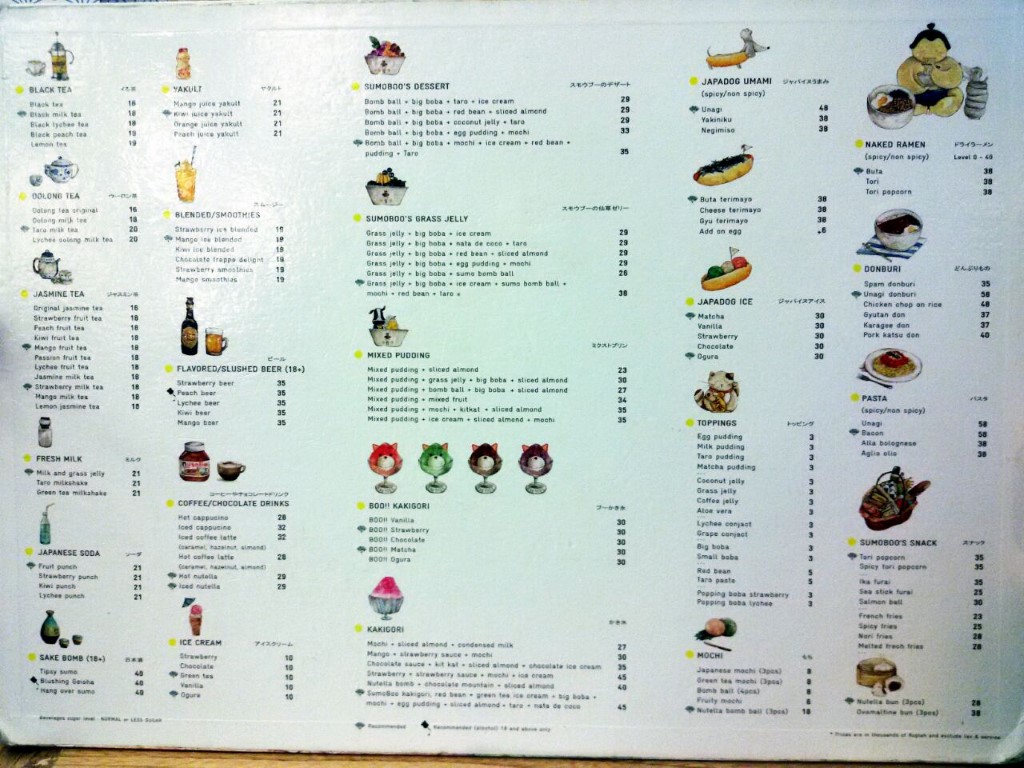 BLACK TEA
Black tea 18
Black milk tea 18
Black lychee tea 18
Black peach tea 19
Lemon tea 19
OOLONG TEA ウーロン茶
Oolong tea original 16
Oolong milk tea 18
Taro milk tea 20
Lychee oolong milk tea 20
JASMINE TEA ジャスミン茶
Original jasmine tea 16
Strawberry fruit tea 18
Peach fruit tea 18
Kiwi fruit tea 18
Mango fruit tea 18
Passion fruit tea 18
Lychee fruit tea 18
Jasmine milk tea 18
Strawberry milk tea 18
Mango milk tea 18
Lemon jasmine tea 18
FRESH MILK ミルク
Milk and grass jelly 21
Taro milkshake 21
Green tea milkshake 21
JAPANESE SODA ソーダ
Fruit punch 21
Strawberry punch 21
Kiwi punch 21
Lychee punch 21
SAKE BOMB (18+) 日本酒
Tipsy sumo 48
Blushing Geisha 48
Hang over sumo 48
Beverages sugar level : NORMAL or LESS SUGAR
YAKULT ヤクルト
Mango juice yakult 21
Kiwi juice yakult 21
Orange juice yakult 21
Peach juice yakult 21
スムージー
BLENDED/SMOOTHIES
Strawberry ice blended 18
Mango ice blended 18
Kiwi ice blended 18
Chocolate frappe delight 18
Strawberry smoothies 19
Mango smoothies 19
ビール
FLAVORED/SLUSHED BEER (18+)
Strawberry beer 35
Peach beer 35
Lychee beer 35
Kiwi beer 35
Mango beer 35
コーヒーやチョコレートドリンク
COFFEE/CHOCOLATE DRINKS
Hot cappucino 28
Iced cappucino 32
Iced coffee latte 32
(caramel, hazelnut, almond)
Hot coffee latte 28
(caramel, hazelnut, almond)
Hot nutella 29
Iced nutella 29
ICE CREAM アイスクリーム
Strawberry 10
Chocolate 10
Green tea 10
Vanilla 10
Ogura 10
SUMOBOO'S DESSERT スモウブーのデザート
Bomb ball + big boba + taro + ice cream 29
Bomb ball + big boba + red bean + sliced almond 29
Bomb ball + big boba + coconut jelly + taro 29
Bomb ball + big boba + egg pudding + mochi 33
Bomb ball + big boba + mochi + ice cream + red bean +
pudding + Taro 35
スモウブーの仙草ゼリー
SUMOBOO'S GRASS JELLY
Grass jelly + big boba + ice cream 29
Grass jelly + big boba + nata de coco + taro 29
Grass jelly + big boba + red bean + sliced almond 29
Grass jelly + big boba + egg pudding + mochi 29
Grass jelly + big boba + sumo bomb ball 26
Grass jelly + big boba + ice cream + sumo bomb ball +
mochi + red bean + taro + 36
ミクストプリン
MIXED PUDDING
Mixed pudding + sliced almond 23
Mixed pudding + grass jelly + big boba + sliced almond 30
Mixed pudding + bomb ball + big boba + sliced almond 27
Mixed pudding + mixed fruit 34
Mixed pudding + mochi + kitkat + sliced almond 35
Mixed pudding + ice cream + sliced almond + mochi 35
BOO!! KAKIGORI ブーかき氷
BOO!! Vanilla 30
BOO!! Strawberry 30
BOO!! Chocolate 30
BOO!! Matcha 30
BOO!! Ogura 30
かき氷
KAKIGORI
Mochi + sliced almond + condensed milk 27
Mango + strawberry sauce + mochi 30
Chocolate sauce + kit kat + sliced almond + chocolate ice cream 35
Strawberry + strawberry sauce + mochi + ice cream 45
Nutella bomb + chocolate mountain + sliced almond 40
SumoBoo kakigori, red bean + green tea ice cream + big boba +
mochi + egg pudding + sliced almond + taro + nata de coco 45
Recommended Recommended (alcohol) 18 and above only
JAPADOG UMAMI ジャパイヌうまみ
(spicy/non spicy)
Unagi 48
Yakiniku 38
Negimiso 38
Buta terimayo 38
Cheese terimayo 38
Gyu terimayo 38
Add on egg +6
JAPADOG ICE ジャパイヌアイス
Matcha 30
Vanilla 30
Strawberry 30
Chocolate 30
Ogura 30
TOPPINGS トッピング
Egg pudding 3
Milk pudding 3
Taro pudding 3
Matcha pudding 3
Coconut jelly 3
Grass jelly 3
Coffee jelly 3
Aloe vera 3
Lychee conjact 3
Grape conjact 3
Big boba 3
Small boba 3
Red bean 5
Taro paste 5
Popping boba strawberry 3
Popping boba lychee 3
MOCHI もち
Japanese mochi (3pcs) 8
Green tea mochi (3pcs) 8
Bomb ball (4pcs) 8
Fruity mochi 8
Nutella bomb ball (3pcs) 18
NAKED RAMEN ドライラーメン
(spicy/non spicy) Level 0 - 40
Buta 38
Tori 38
Tori popcorn 38
DONBURI どんぶりもの
Spam donburi 35
Unagi donburi 58
Chicken chop on rice 48
Gyutan don 37
Karagee don 37
Pork katsu don 40
PASTA パスタ
(spicy/non spicy)
Unagi 58
Bacon 58
Alla bolognese 38
Aglio olio 38
SUMOBOO'S SNACK スナック
Tori popcorn 35
Spicy tori popcorn 35
Ika furai 35
Sea stick furai 25
Salmon ball 30
French fries 23
Spicy fries 25
Nori fries 28
Melted fries 28
Nutella bun (3pcs) 28
Ovomaltine bun (3pcs) 38
* Prices are in thousands of Rupiah and exclude tax & service